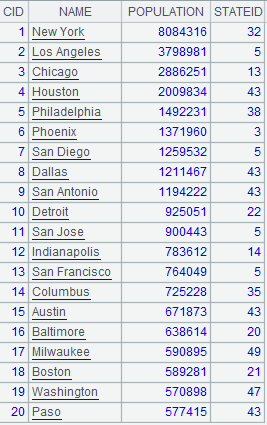 CID NAME POPULATION STATEID
1 New York 8084316 32
2 Los Angeles 3798981 5
3 Chicago 2886251 13
4 Houston 2009834 43
5 Philadelphia 1492231 38
6 Phoenix 1371960 3
7 San Diego 1259532 5
8 Dallas 1211467 43
9 San Antonio 1194222 43
10 Detroit 925051 22
11 San Jose 900443 5
12 Indianapolis 783612 14
13 San Francisco 764049 5
14 Columbus 725228 35
15 Austin 671873 43
16 Baltimore 638614 20
17 Milwaukee 590895 49
18 Boston 589281 21
19 Washington 570898 47
20 Paso 577415 43